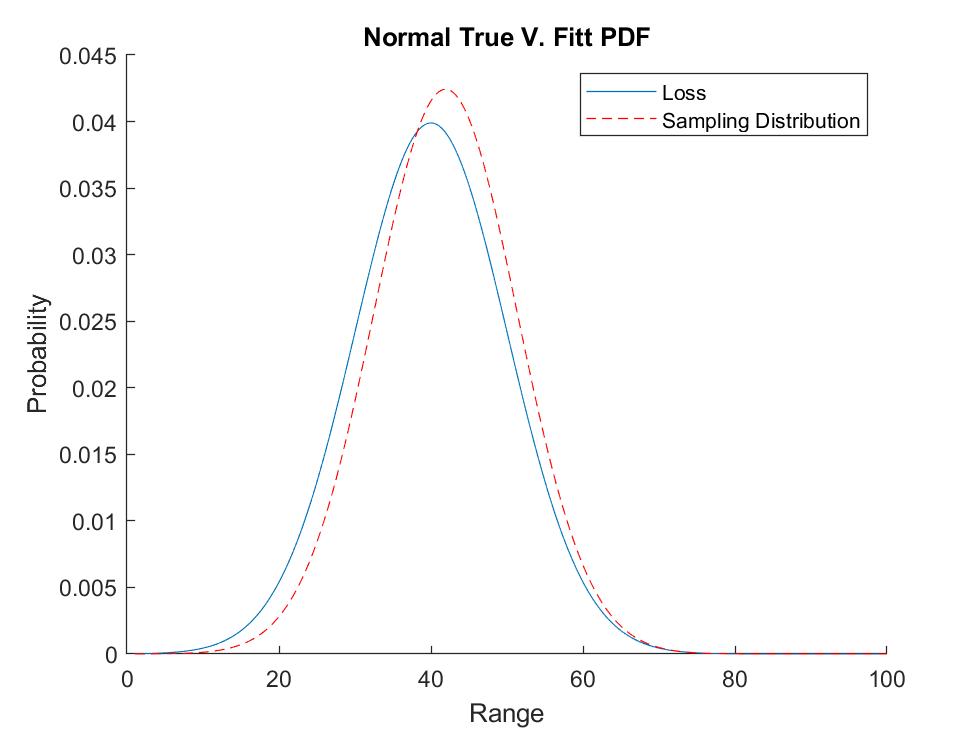 Normal True V. Fitt PDF
Loss
Sampling Distribution
Probability
0.045
0.04
0.035
0.03
0.025
0.02
0.015
0.01
0.005
0
0 20 40 60 80 100
Range